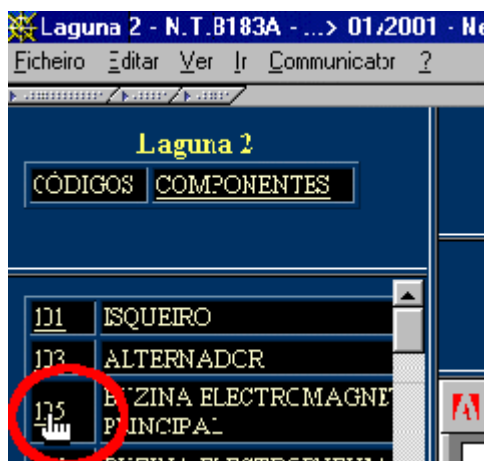 Laguna 2 - N.T.B183A - ...> 01/2001 - Ne
Ficheiro Editar Ver Ir Communicator ?
Laguna 2
CÓDIGOS COMPONENTES
101 ISQUEIRO
103 ALTERNADOR
105 BUZINA ELECTROMAGNET
PRINCIPAL